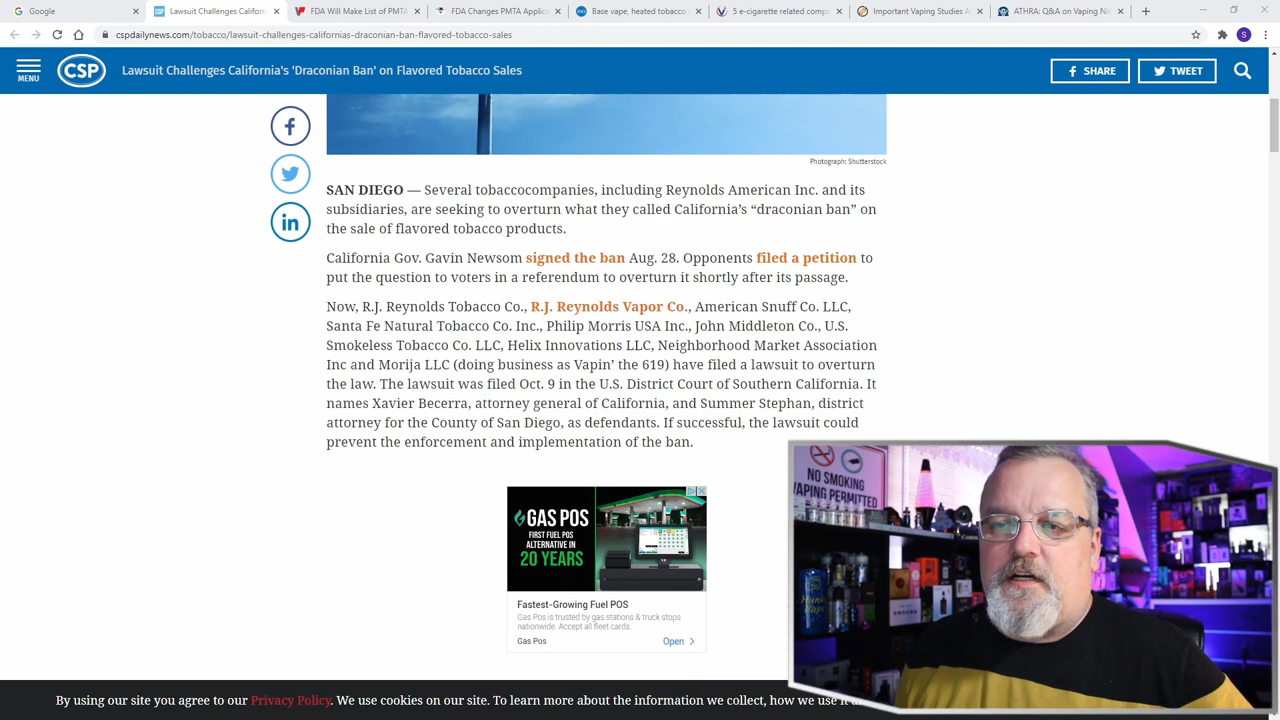 Google
Lawsuit Challenges Californ
FDA Will Make List of PMTA
FDA Changes PMTA Applic
Base vape, heated tobacco
5 e-cigarette related comp
Important Vaping Studies A
ATHRA: Q&A on Vaping Ni
cspdailynews.com/tobacco/lawsuit-challenges-californias-draconian-ban-flavored-tobacco-sales
S
MENU
CSP
Lawsuit Challenges California's 'Draconian Ban' on Flavored Tobacco Sales
SHARE
TWEET
Photograph: Shutterstock
SAN DIEGO — Several tobaccocompanies, including Reynolds American Inc. and its
subsidiaries, are seeking to overturn what they called California’s “draconian ban” on
the sale of flavored tobacco products.
California Gov. Gavin Newsom signed the ban Aug. 28. Opponents filed a petition to
put the question to voters in a referendum to overturn it shortly after its passage.
Now, R.J. Reynolds Tobacco Co., R.J. Reynolds Vapor Co., American Snuff Co. LLC,
Santa Fe Natural Tobacco Co. Inc., Philip Morris USA Inc., John Middleton Co., U.S.
Smokeless Tobacco Co. LLC, Helix Innovations LLC, Neighborhood Market Association
Inc and Morija LLC (doing business as Vapin’ the 619) have filed a lawsuit to overturn
the law. The lawsuit was filed Oct. 9 in the U.S. District Court of Southern California. It
names Xavier Becerra, attorney general of California, and Summer Stephan, district
attorney for the County of San Diego, as defendants. If successful, the lawsuit could
prevent the enforcement and implementation of the ban.
GAS POS
FIRST FUEL POS
ALTERNATIVE IN
20 YEARS
Fastest-Growing Fuel POS
Gas Pos is trusted by gas stations & truck stops
nationwide. Accept all fleet cards.
Gas Pos
Open
NO SMOKING
VAPING PERMITTED
By using our site you agree to our Privacy Policy. We use cookies on our site. To learn more about the information we collect, how we use it